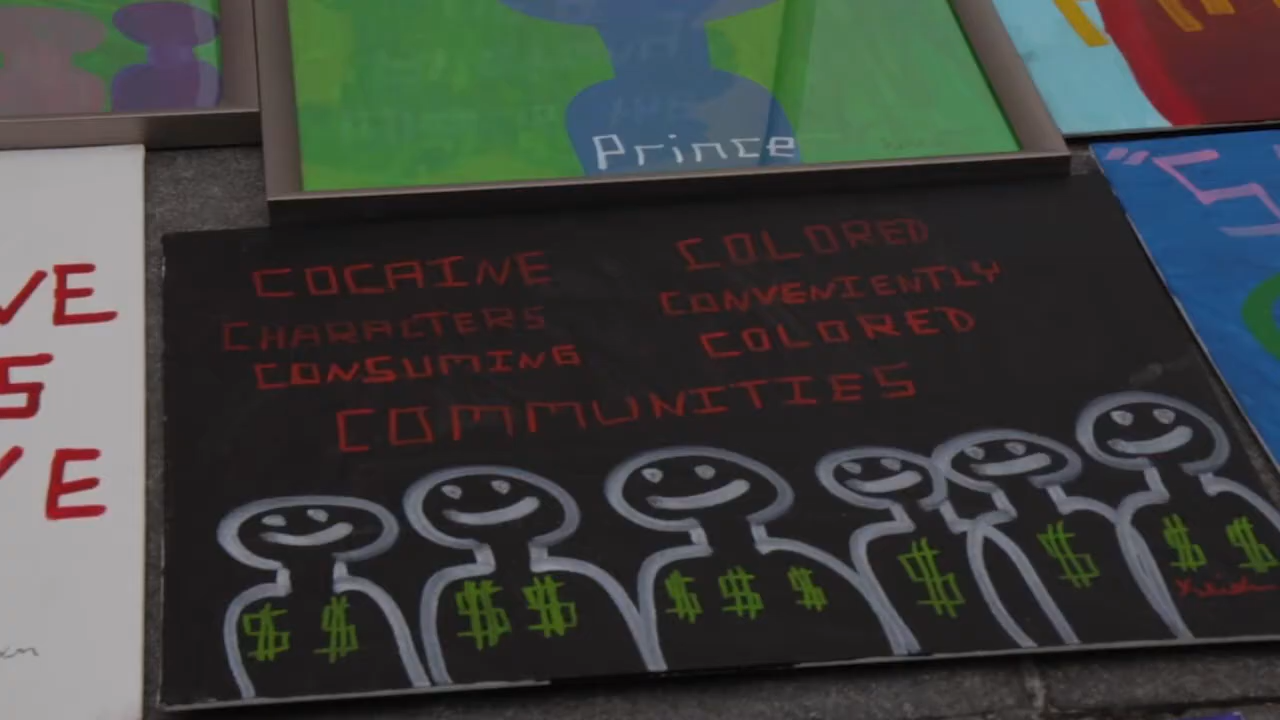 Prince
"S
COCAINE COLORED
CHARACTERS CONVENIENTLY
CONSUMING COLORED
COMMUNITIES
VE
S
VE
$ $ $ $ $ $ $ $ $ $ $